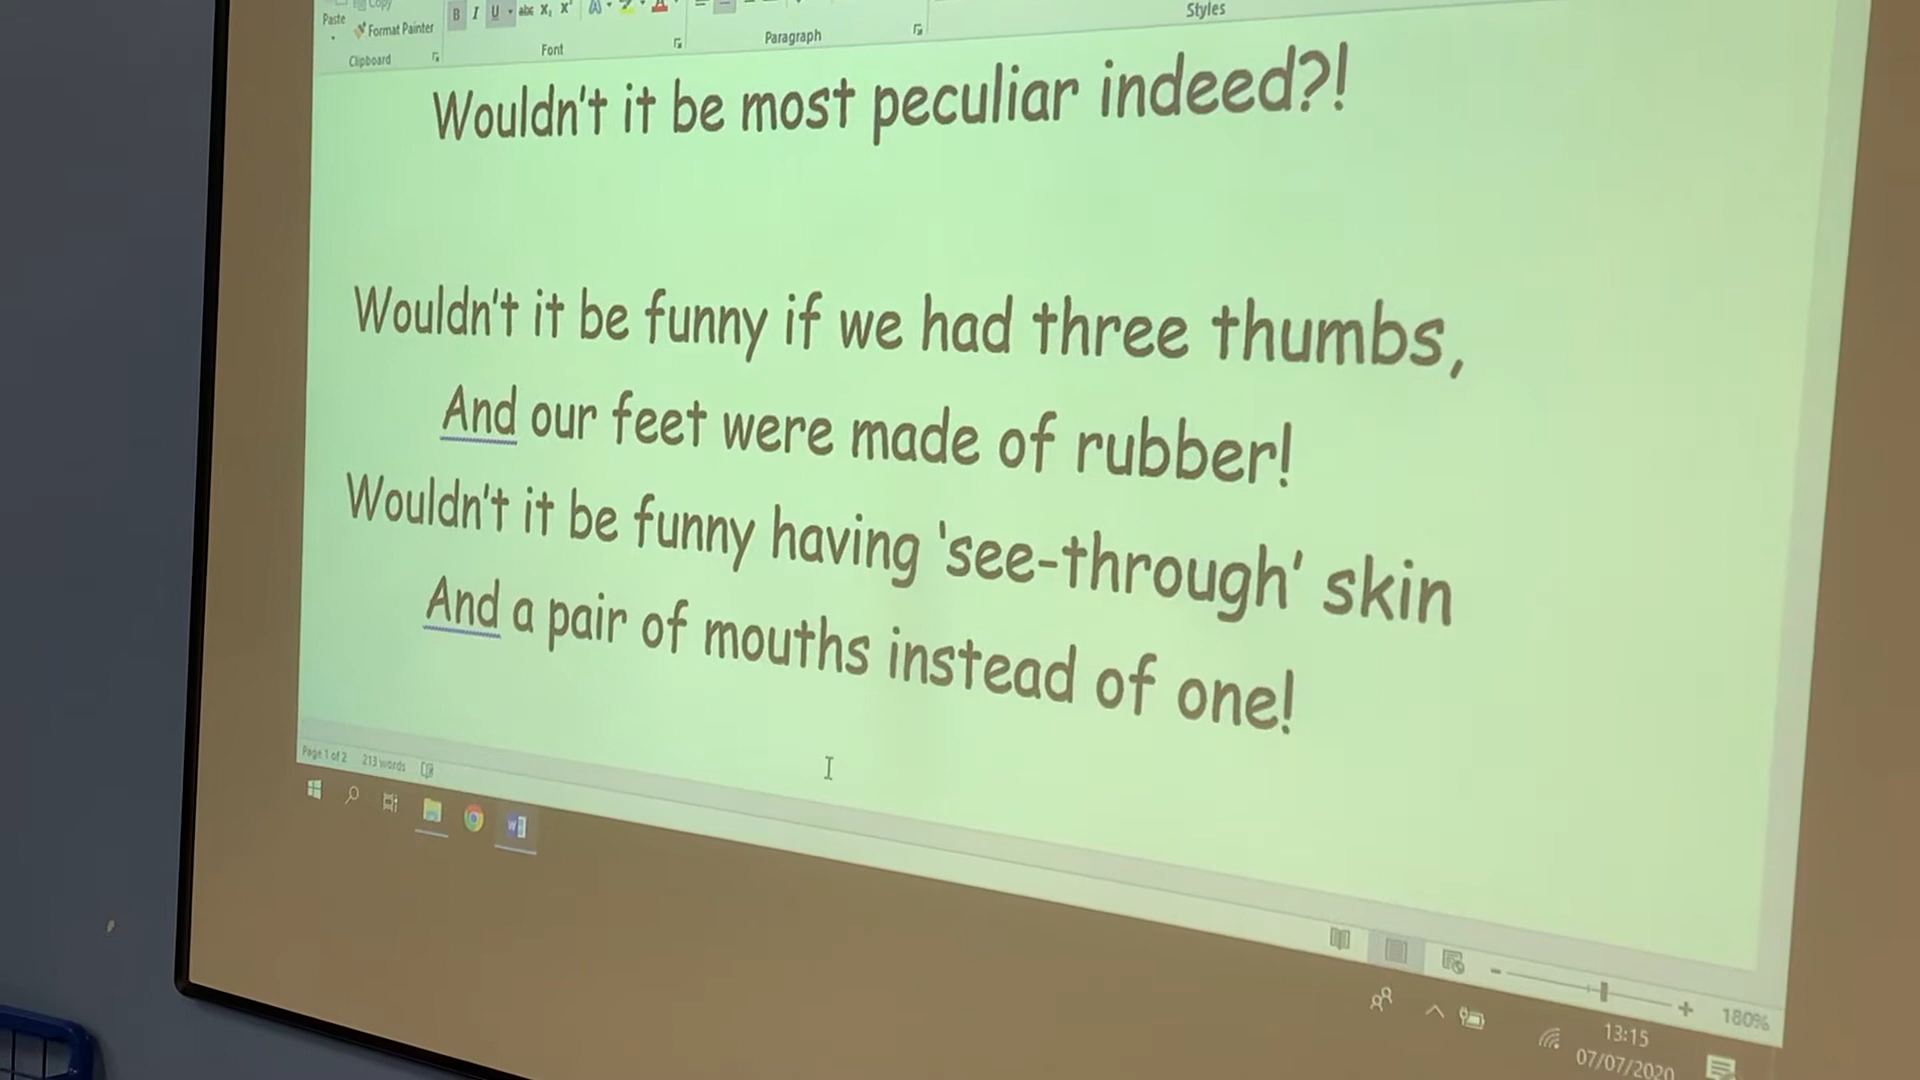 Copy
Paste
Format Painter
Clipboard
B I U abc X₂ X²
Font
Paragraph
Styles
Wouldn't it be most peculiar indeed?!
Wouldn't it be funny if we had three thumbs,
And our feet were made of rubber!
Wouldn't it be funny having 'see-through' skin
And a pair of mouths instead of one!
Page 1 of 2 213 words
180%
13:15
07/07/2020